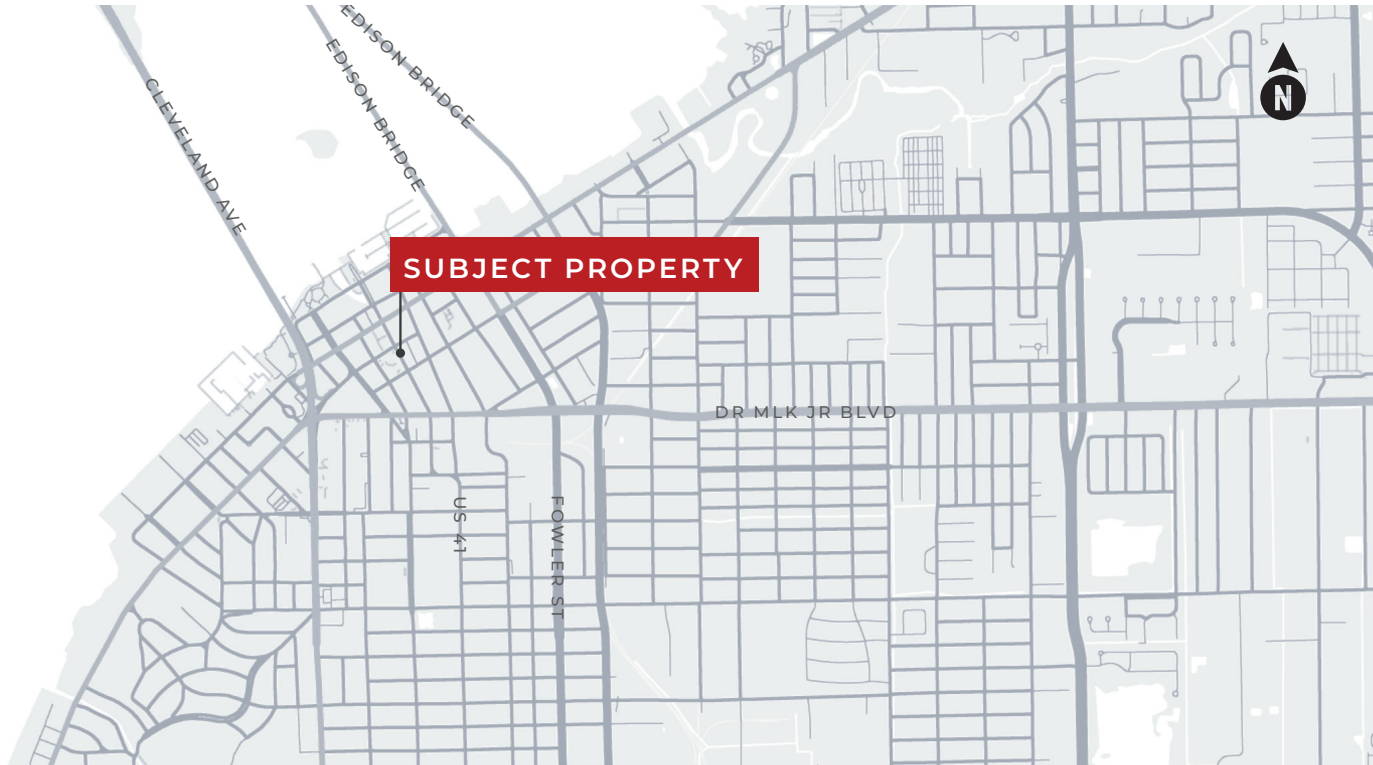 EDISON BRIDGE
EDISON BRIDGE
CLEVELAND AVE
N
SUBJECT PROPERTY
DR MLK JR BLVD
US 41
FOWLER ST